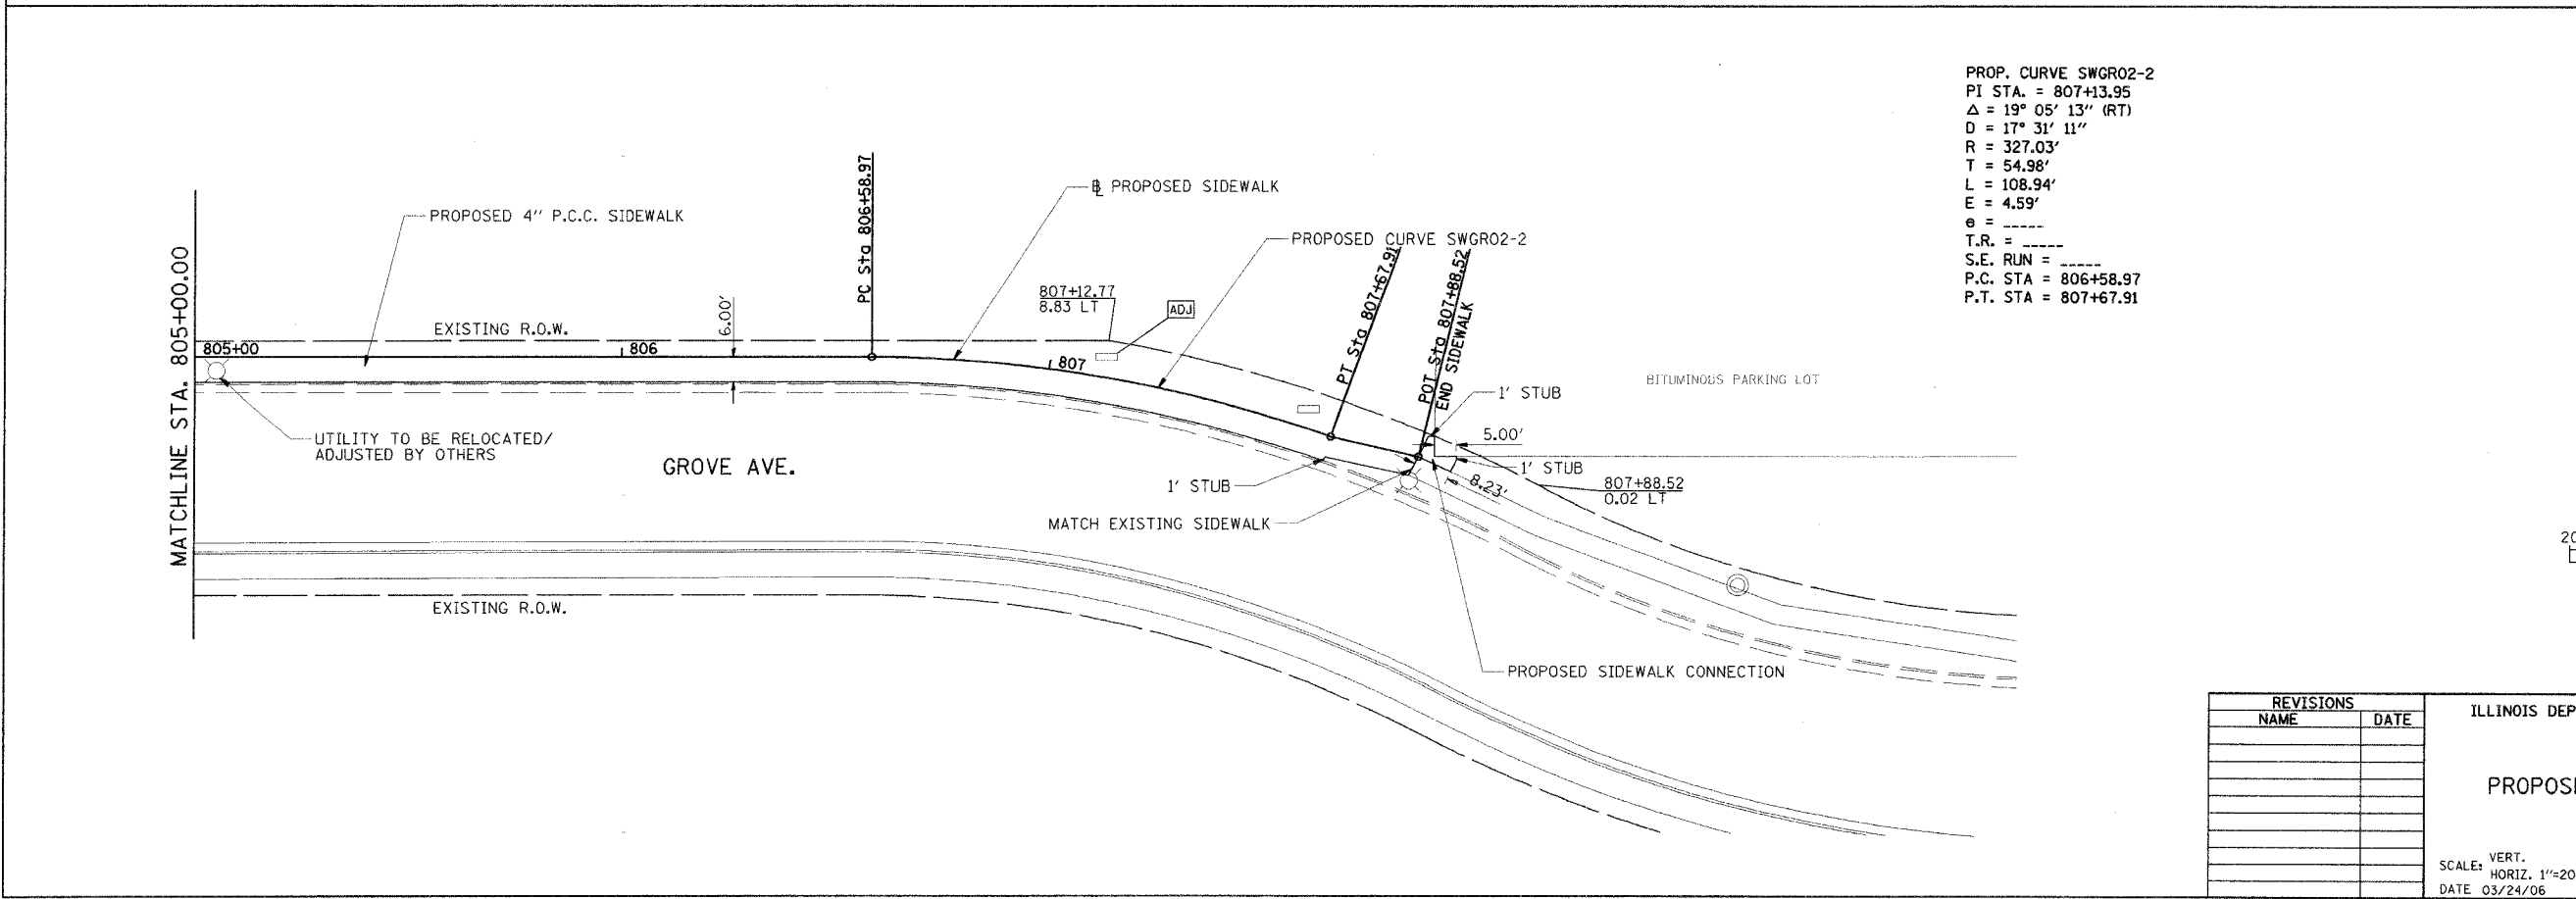 PROP. CURVE SWGRO2-2
PI STA. = 807+13.95
Δ = 19° 05' 13" (RT)
D = 17° 31' 11"
R = 327.03'
T = 54.98'
L = 108.94'
E = 4.59'
e = _____
T.R. = _____
S.E. RUN = _____
P.C. STA = 806+58.97
P.T. STA = 807+67.91
PC Sta 806+58.97
℄ PROPOSED SIDEWALK
PROPOSED 4" P.C.C. SIDEWALK
PROPOSED CURVE SWGRO2-2
PT Sta 807+67.91
POT Sta 807+88.52
END SIDEWALK
807+12.77
8.83 LT
ADJ
MATCHLINE STA. 805+00.00
EXISTING R.O.W.
6.00'
805+00
806
807
BITUMINOUS PARKING LOT
1' STUB
5.00'
UTILITY TO BE RELOCATED/
ADJUSTED BY OTHERS
GROVE AVE.
1' STUB
1' STUB
8.23'
807+88.52
0.02 LT
MATCH EXISTING SIDEWALK
20
EXISTING R.O.W.
PROPOSED SIDEWALK CONNECTION
REVISIONS
NAME DATE
ILLINOIS DEP
PROPOS
SCALE: VERT.
HORIZ. 1"=20
DATE 03/24/06